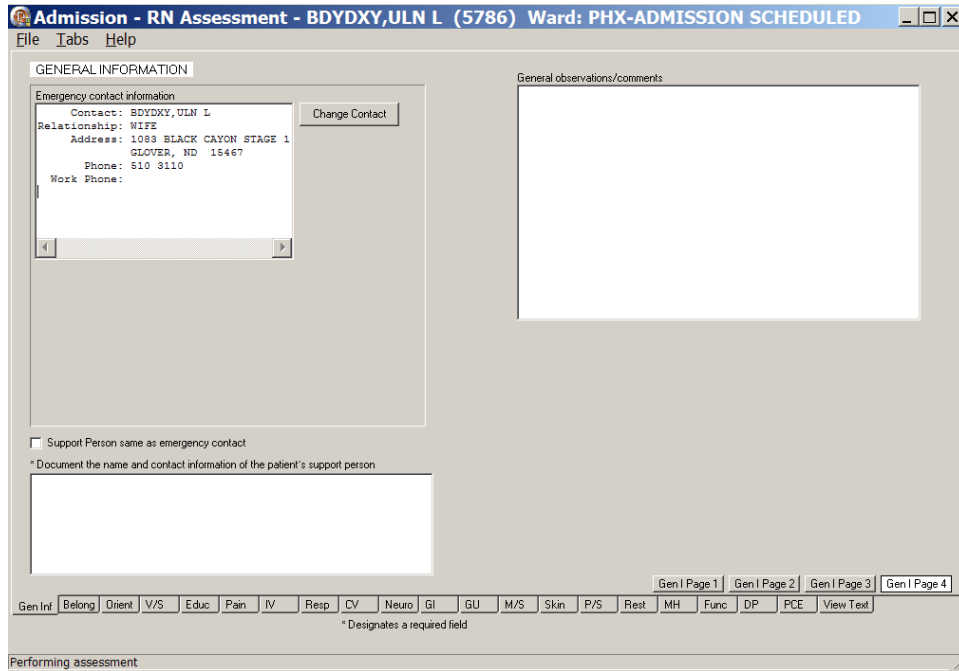 Admission - RN Assessment - BDYDXY,ULN L (5786) Ward: PHX-ADMISSION SCHEDULED
File Tabs Help
GENERAL INFORMATION
Emergency contact information
Contact: BDYDXY,ULN L
Relationship: WIFE
Address: 1083 BLACK CAYON STAGE 1
GLOVER, ND 15467
Phone: 510 3110
Work Phone:
Change Contact
General observations/comments
Support Person same as emergency contact
* Document the name and contact information of the patient's support person
Gen I Page 1 Gen I Page 2 Gen I Page 3 Gen I Page 4
Gen Inf Belong Orient V/S Educ Pain IV Resp CV Neuro GI GU M/S Skin P/S Rest MH Func DP PCE View Text
* Designates a required field
Performing assessment